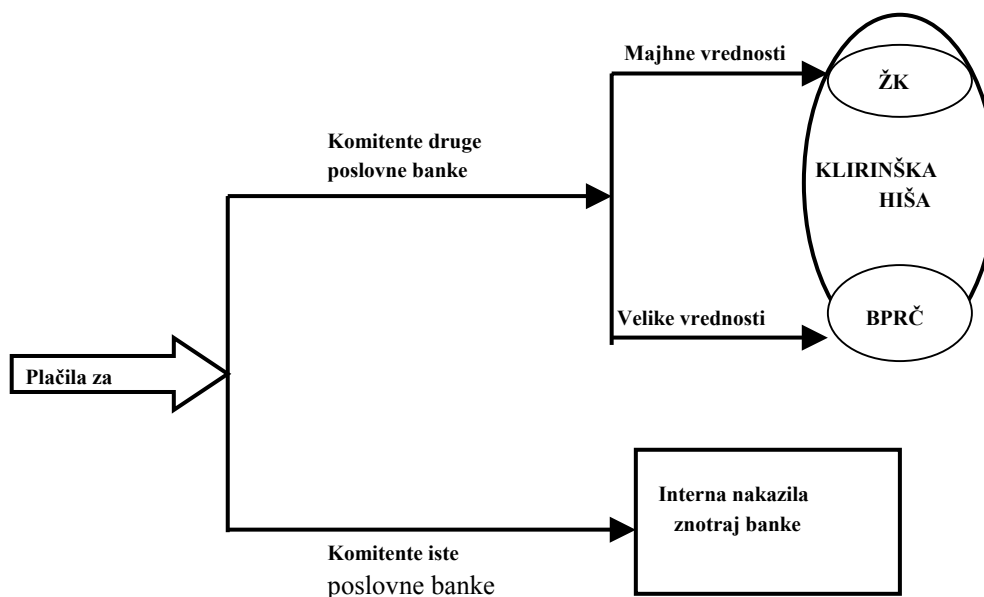 Majhne vrednosti
ŽK
Komitente druge
poslovne banke
KLIRINŠKA
HIŠA
Velike vrednosti
BPRČ
Plačila za
Interna nakazila
znotraj banke
Komitente iste
poslovne banke